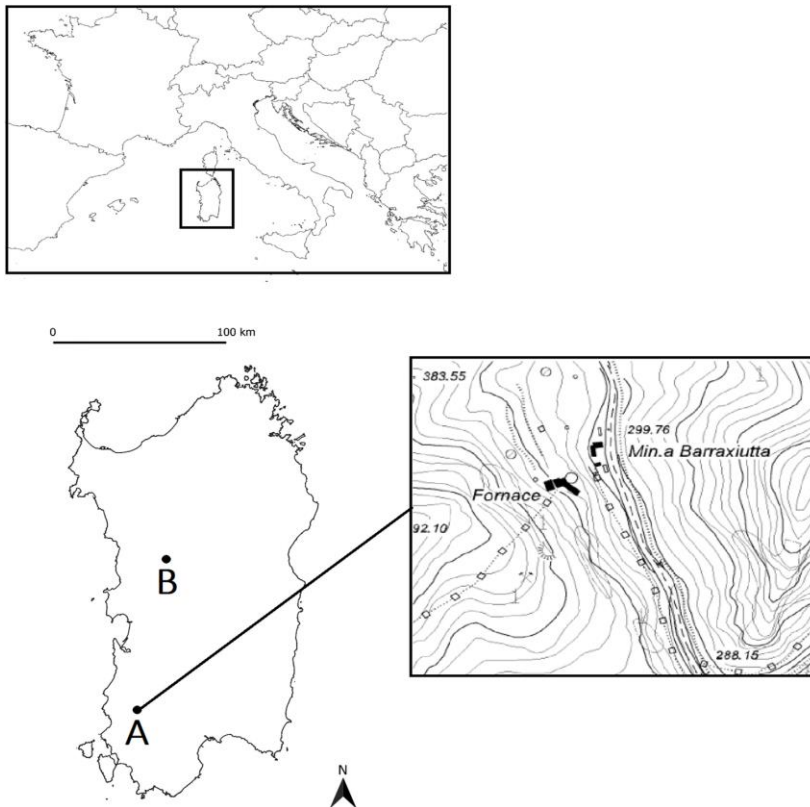 0
100 km
383.55
299.76
Min.a Barraxiutta
Fornace
92.10
B
288.15
A
N